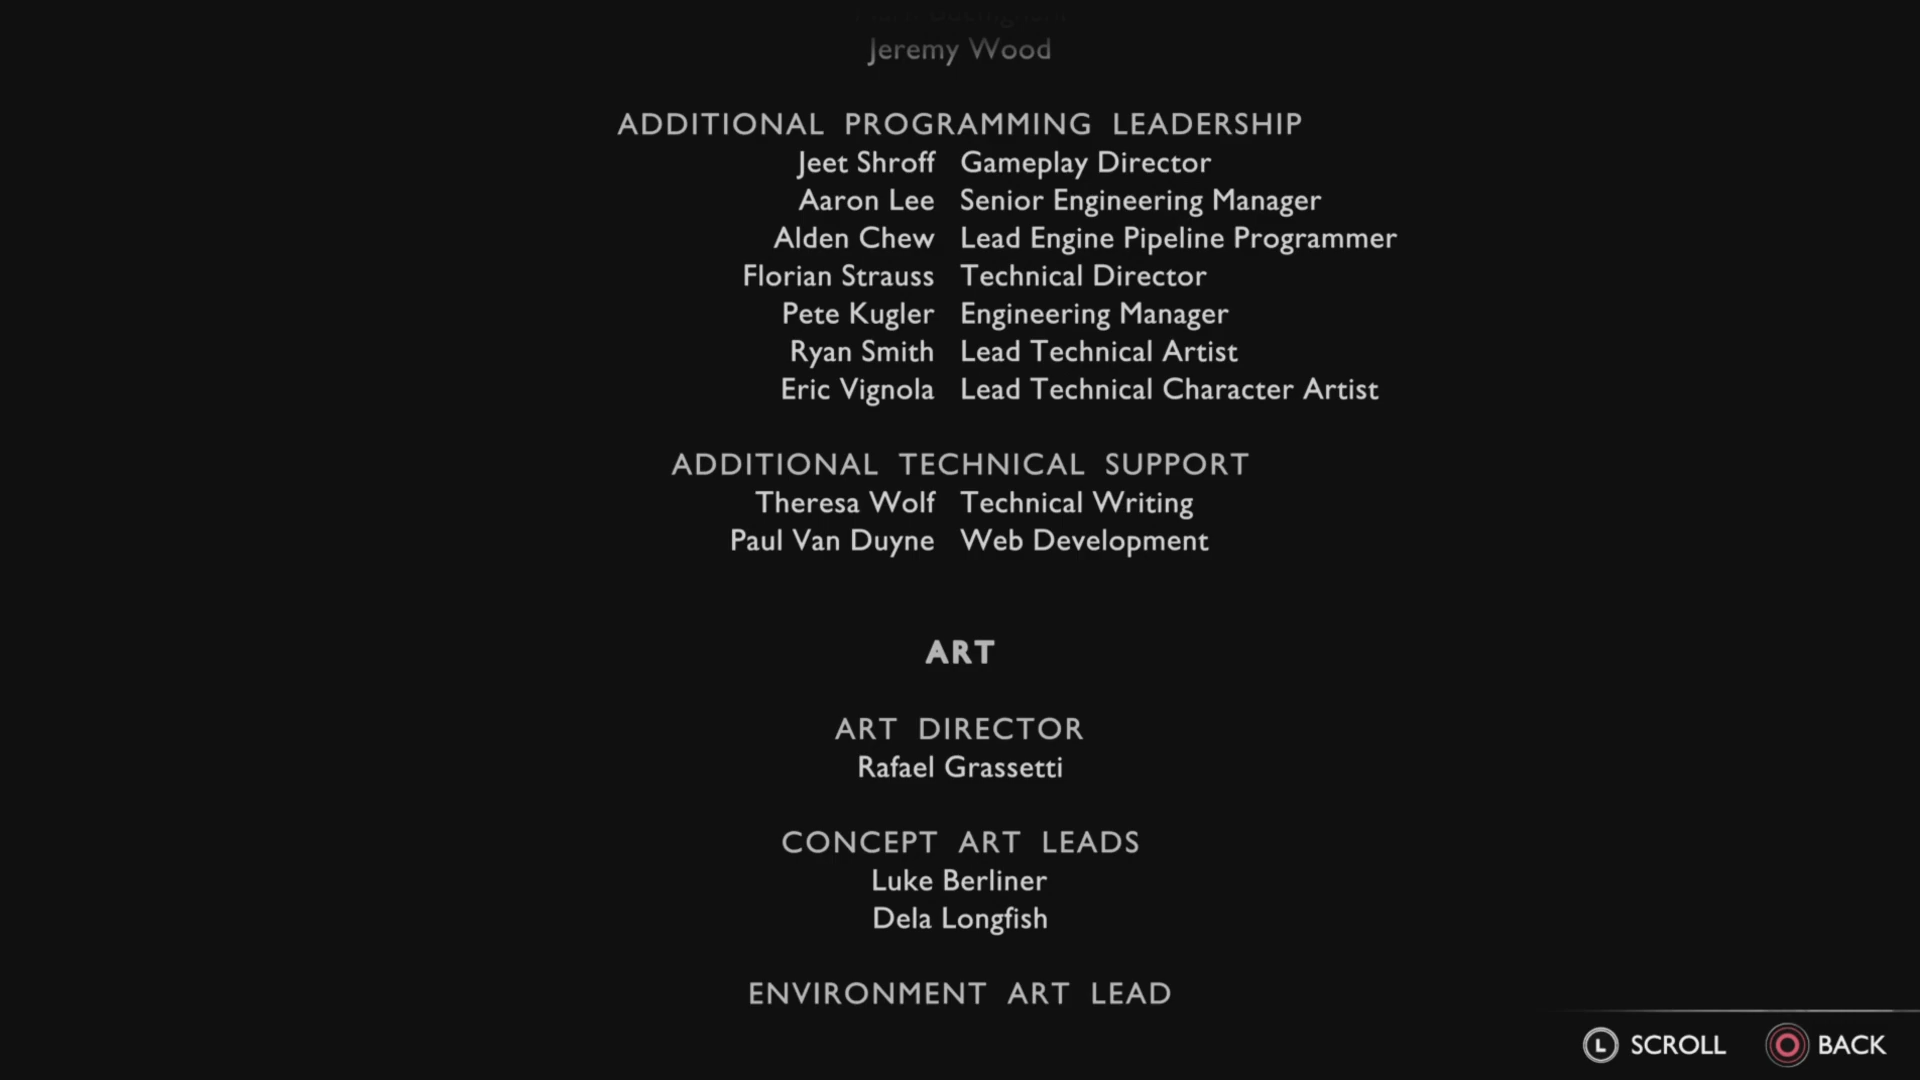 Jeremy Wood
ADDITIONAL PROGRAMMING LEADERSHIP
Jeet Shroff Gameplay Director
Aaron Lee Senior Engineering Manager
Alden Chew Lead Engine Pipeline Programmer
Florian Strauss Technical Director
Pete Kugler Engineering Manager
Ryan Smith Lead Technical Artist
Eric Vignola Lead Technical Character Artist
ADDITIONAL TECHNICAL SUPPORT
Theresa Wolf Technical Writing
Paul Van Duyne Web Development
ART
ART DIRECTOR
Rafael Grassetti
CONCEPT ART LEADS
Luke Berliner
Dela Longfish
ENVIRONMENT ART LEAD
L SCROLL BACK